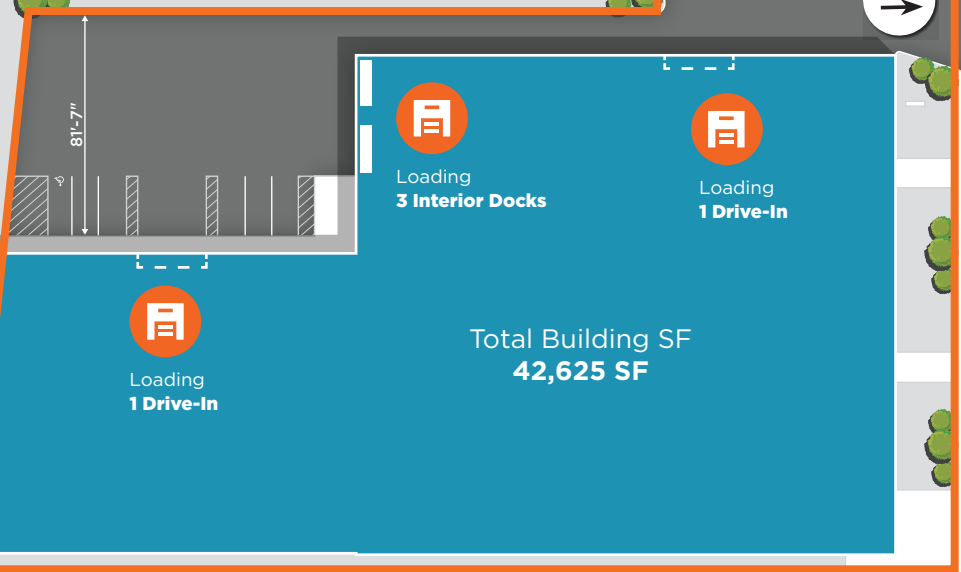 81'-7"
Loading
3 Interior Docks
Loading
1 Drive-In
Loading
1 Drive-In
Total Building SF
42,625 SF